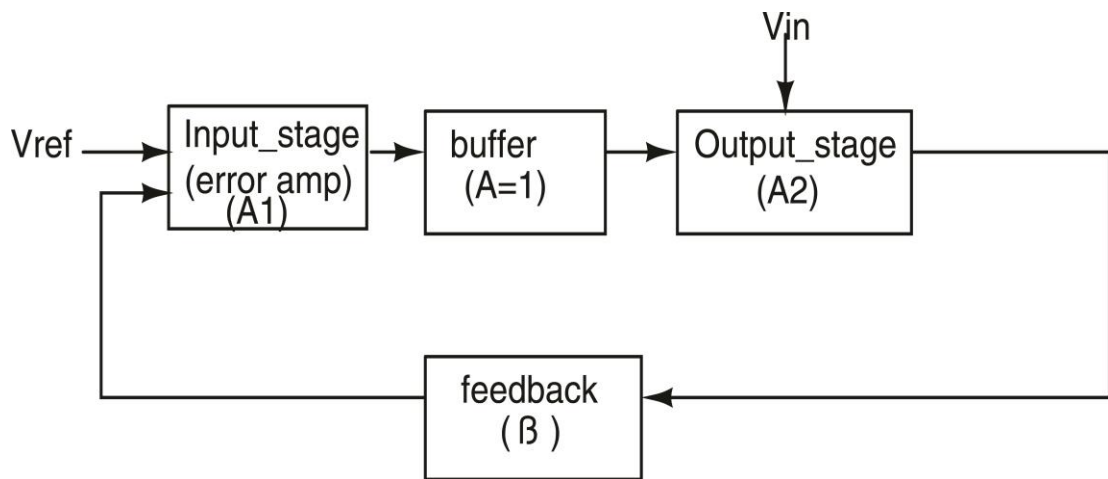 Vin
Vref
Input_stage
(error amp)
(A1)
buffer
(A=1)
Output_stage
(A2)
feedback
( ß )